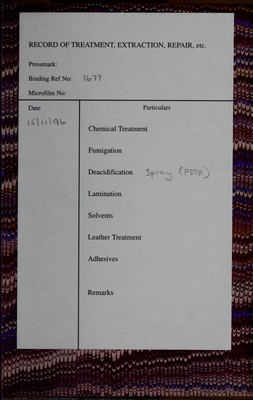 RECORD OF TREATMENT, EXTRACTION, REPAIR, etc.
Pressmark:
Binding Ref No: 1677
Microfilm No:
Date Particulars
15/11/96
Chemical Treatment
Fumigation
Deacidification Spray
Lamination
Solvents
Leather Treatment
Adhesives
Remarks